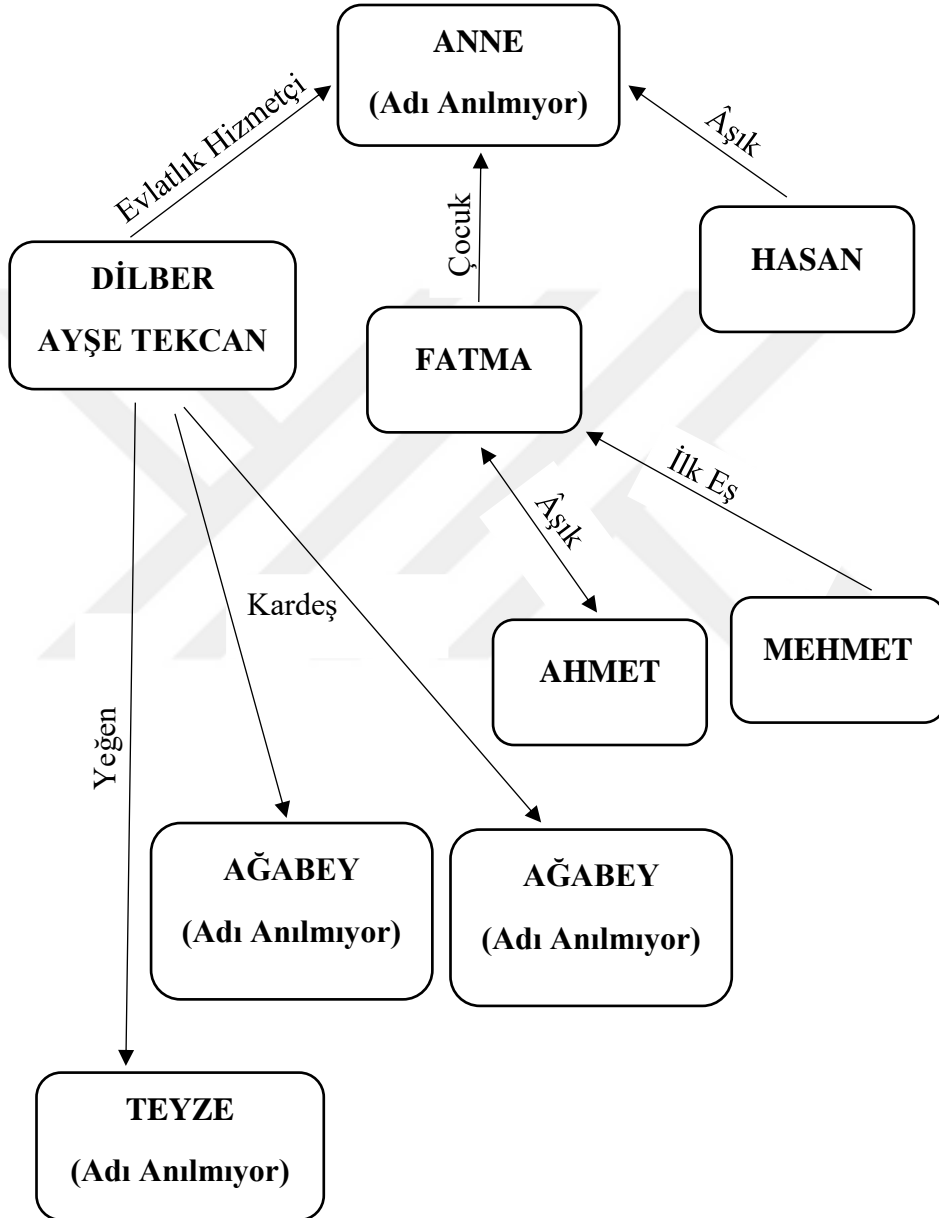 ANNE
(Adı Anılmıyor)
Evlatlık Hizmetçi
Çocuk
Âşık
DİLBER
AYŞE TEKCAN
FATMA
HASAN
Âşık
İlk Eş
Kardeş
Yeğen
AHMET
MEHMET
AĞABEY
(Adı Anılmıyor)
AĞABEY
(Adı Anılmıyor)
TEYZE
(Adı Anılmıyor)